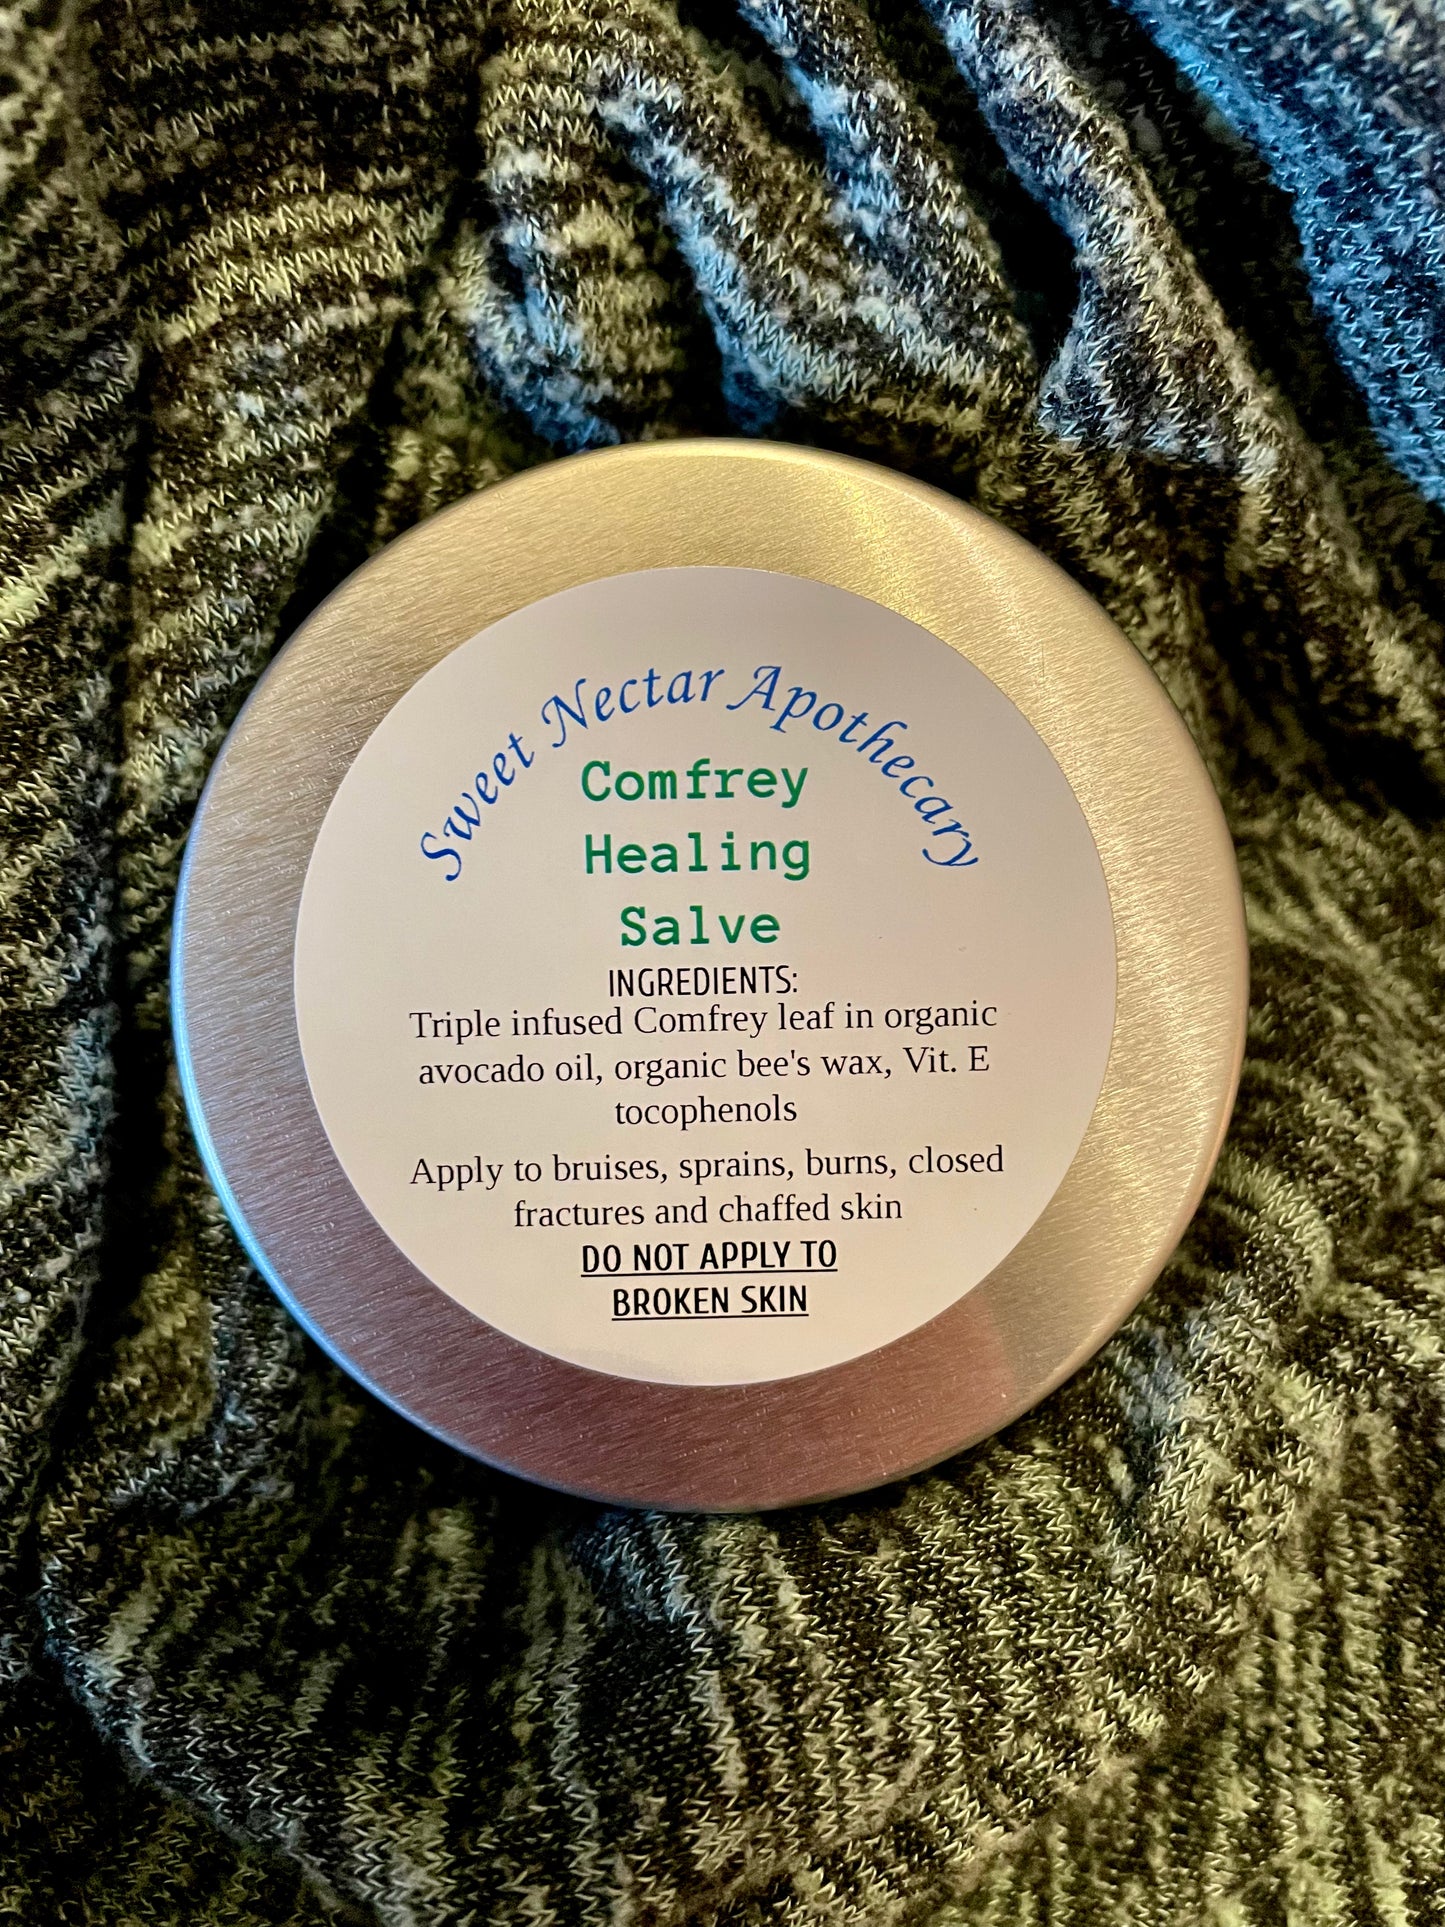 Sweet Nectar Apothecary
Comfrey
Healing
Salve
INGREDIENTS:
Triple infused Comfrey leaf in organic
avocado oil, organic bee's wax, Vit. E
tocophenols
Apply to bruises, sprains, burns, closed
fractures and chaffed skin
DO NOT APPLY TO
BROKEN SKIN